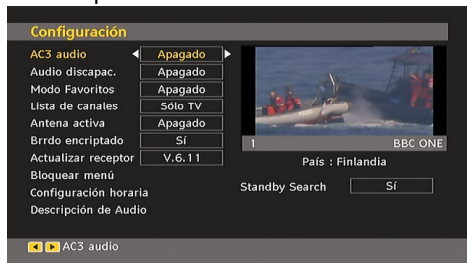 Configuración
AC3 audio Apagado
Audio discapac. Apagado
Modo Favoritos Apagado
Lista de canales Sólo TV
Antena activa Apagado
Brrdo encriptado Sí
Actualizar receptor V.6.11
Bloquear menú
Configuración horaria
Descripción de Audio
1 BBC ONE
País : Finlandia
Standby Search Sí
AC3 audio